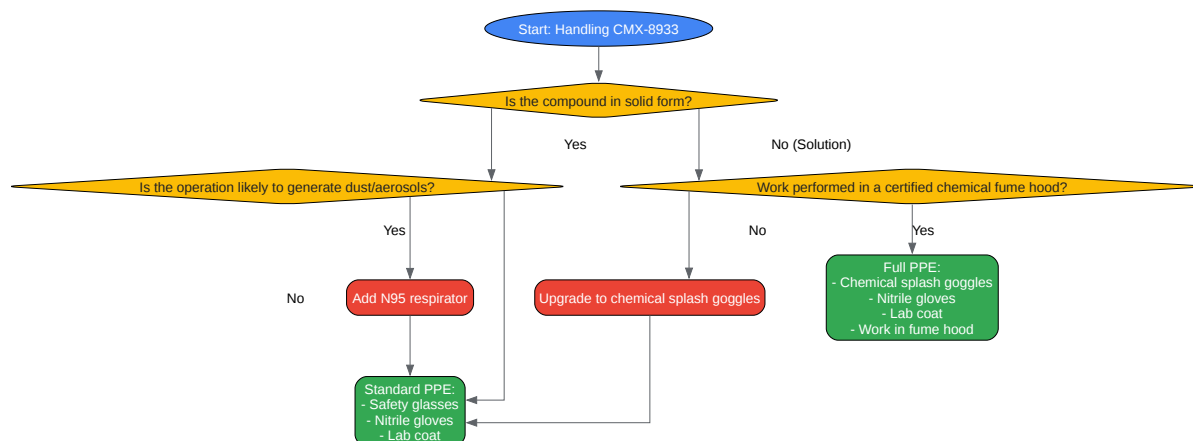 Start: Handling CMX-8933
Is the compound in solid form?
Yes
No (Solution)
Is the operation likely to generate dust/aerosols?
Work performed in a certified chemical fume hood?
Yes
No
Yes
Full PPE:
- Chemical splash goggles
- Nitrile gloves
- Lab coat
- Work in fume hood
No
Add N95 respirator
Upgrade to chemical splash goggles
Standard PPE:
- Safety glasses
- Nitrile gloves
- Lab coat